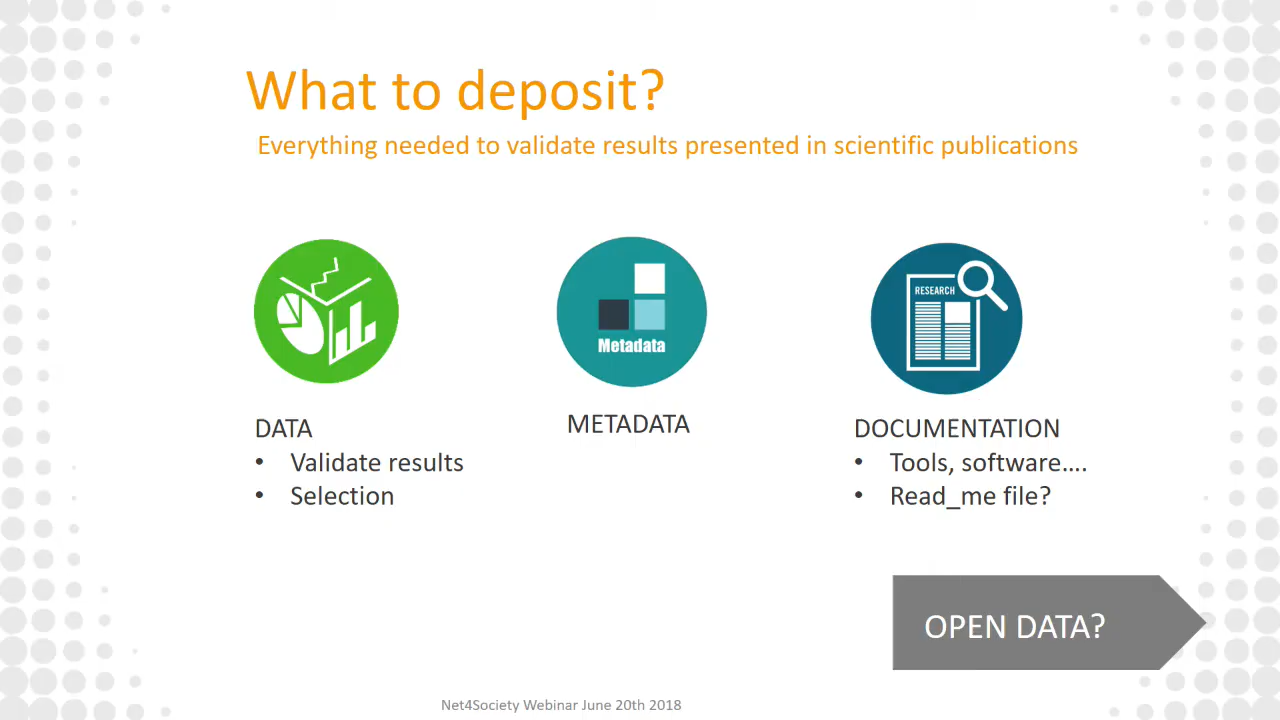 What to deposit?
Everything needed to validate results presented in scientific publications
Metadata
RESEARCH
DATA
• Validate results
• Selection
METADATA
DOCUMENTATION
• Tools, software....
• Read_me file?
OPEN DATA?
Net4Society Webinar June 20th 2018